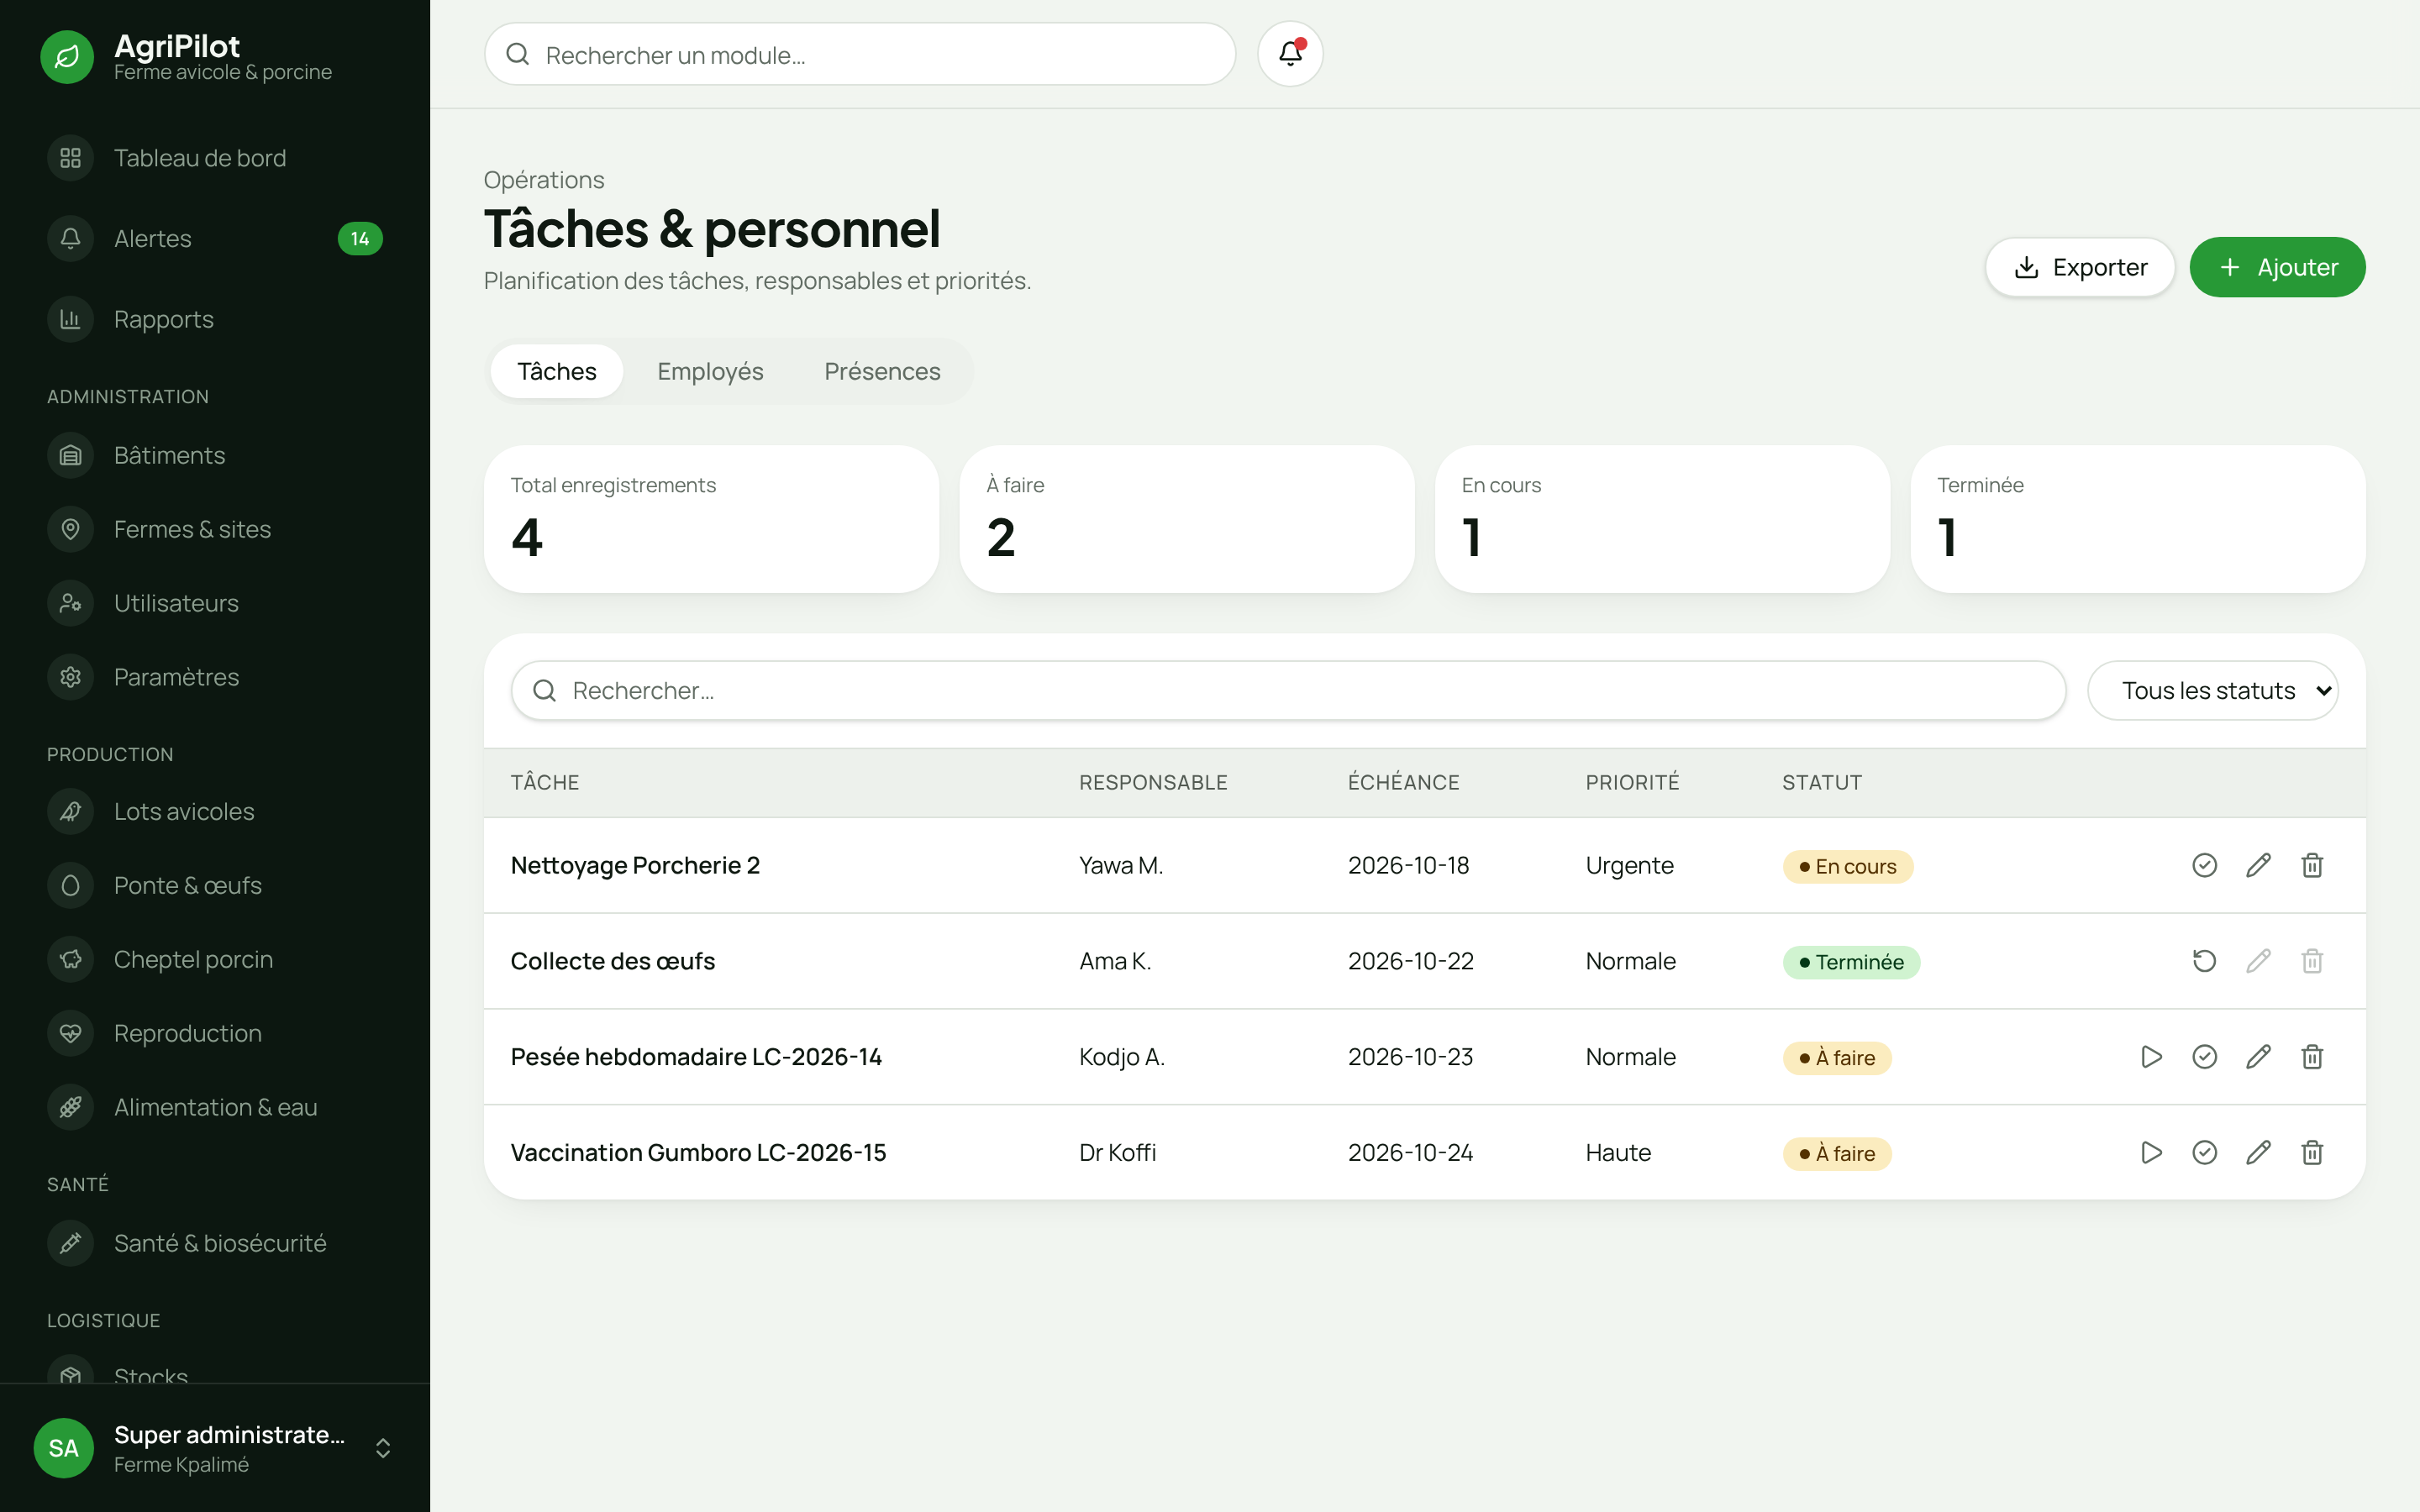 AgriPilot
Ferme avicole & porcine
Tableau de bord
Alertes 14
Rapports
ADMINISTRATION
Bâtiments
Fermes & sites
Utilisateurs
Paramètres
PRODUCTION
Lots avicoles
Ponte & œufs
Cheptel porcin
Reproduction
Alimentation & eau
SANTÉ
Santé & biosécurité
LOGISTIQUE
Stocks
SA
Super administrate...
Ferme Kpalimé
Rechercher un module...
Opérations
Tâches & personnel
Planification des tâches, responsables et priorités.
Exporter
Ajouter
Tâches Employés Présences
Total enregistrements
4
À faire
2
En cours
1
Terminée
1
Rechercher...
Tous les statuts
TÂCHE RESPONSABLE ÉCHÉANCE PRIORITÉ STATUT
Nettoyage Porcherie 2 Yawa M. 2026-10-18 Urgente En cours
Collecte des œufs Ama K. 2026-10-22 Normale Terminée
Pesée hebdomadaire LC-2026-14 Kodjo A. 2026-10-23 Normale À faire
Vaccination Gumboro LC-2026-15 Dr Koffi 2026-10-24 Haute À faire